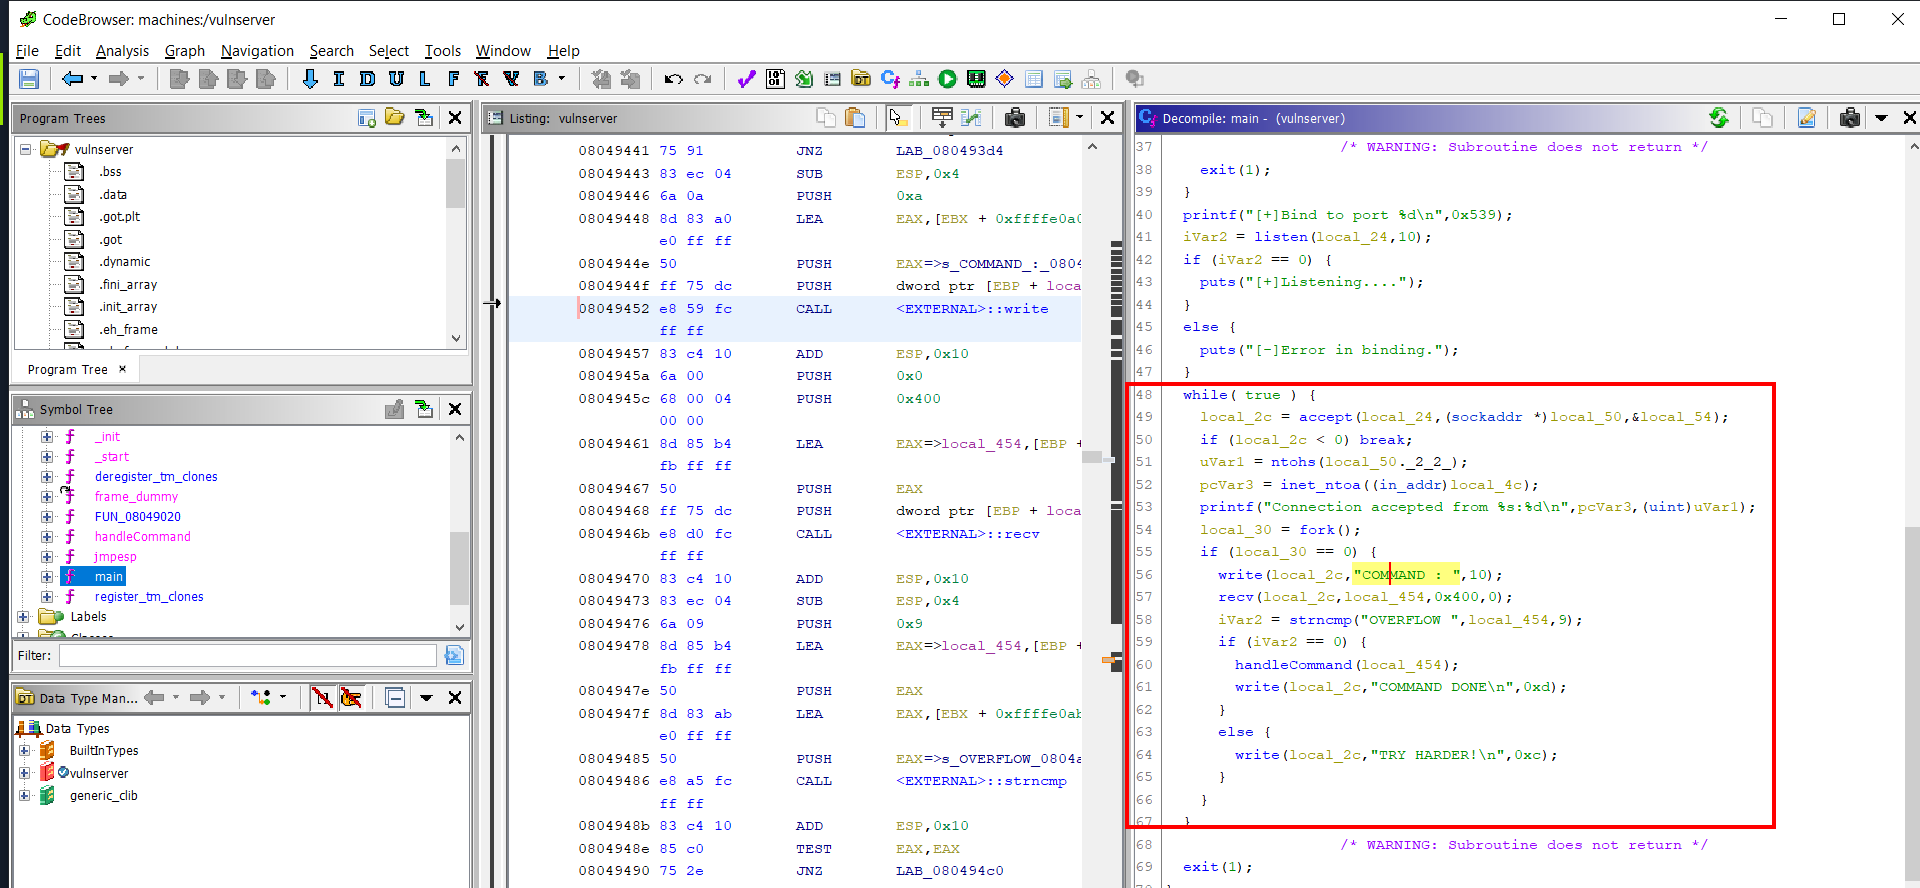 CodeBrowser: machines:/vulnserver
File Edit Analysis Graph Navigation Search Select Tools Window Help
Program Trees
vulnserver
.bss
.data
.got.plt
.got
.dynamic
.fini_array
.init_array
.eh_frame
Program Tree
Symbol Tree
_init
_start
deregister_tm_clones
frame_dummy
FUN_08049020
handleCommand
jmpesp
main
register_tm_clones
Labels
Classes
Filter:
Data Type Man...
Data Types
BuiltInTypes
vulnserver
generic_clib
Listing: vulnserver
08049441 75 91 JNZ LAB_080493d4
08049443 83 ec 04 SUB ESP,0x4
08049446 6a 0a PUSH 0xa
08049448 8d 83 a0 LEA EAX,[EBX + 0xffffe0a0
e0 ff ff
0804944e 50 PUSH EAX=>s_COMMAND_:_0804
0804944f ff 75 dc PUSH dword ptr [EBP + loca
08049452 e8 59 fc CALL <EXTERNAL>::write
ff ff
08049457 83 c4 10 ADD ESP,0x10
0804945a 6a 00 PUSH 0x0
0804945c 68 00 04 PUSH 0x400
00 00
08049461 8d 85 b4 LEA EAX=>local_454,[EBP +
fb ff ff
08049467 50 PUSH EAX
08049468 ff 75 dc PUSH dword ptr [EBP + loca
0804946b e8 d0 fc CALL <EXTERNAL>::recv
ff ff
08049470 83 c4 10 ADD ESP,0x10
08049473 83 ec 04 SUB ESP,0x4
08049476 6a 09 PUSH 0x9
08049478 8d 85 b4 LEA EAX=>local_454,[EBP +
fb ff ff
0804947e 50 PUSH EAX
0804947f 8d 83 ab LEA EAX,[EBX + 0xffffe0ab
e0 ff ff
08049485 50 PUSH EAX=>s_OVERFLOW_0804a
08049486 e8 a5 fc CALL <EXTERNAL>::strncmp
ff ff
0804948b 83 c4 10 ADD ESP,0x10
0804948e 85 c0 TEST EAX,EAX
08049490 75 2e JNZ LAB_080494c0
Decompile: main - (vulnserver)
37 /* WARNING: Subroutine does not return */
38 exit(1);
39 }
40 printf("[+]Bind to port %d\n",0x539);
41 iVar2 = listen(local_24,10);
42 if (iVar2 == 0) {
43 puts("[+]Listening....");
44 }
45 else {
46 puts("[-]Error in binding.");
47 }
48 while( true ) {
49 local_2c = accept(local_24,(sockaddr *)local_50,&local_54);
50 if (local_2c < 0) break;
51 uVar1 = ntohs(local_50._2_2_);
52 pcVar3 = inet_ntoa((in_addr)local_4c);
53 printf("Connection accepted from %s:%d\n",pcVar3,(uint)uVar1);
54 local_30 = fork();
55 if (local_30 == 0) {
56 write(local_2c,"COMMAND : ",10);
57 recv(local_2c,local_454,0x400,0);
58 iVar2 = strncmp("OVERFLOW ",local_454,9);
59 if (iVar2 == 0) {
60 handleCommand(local_454);
61 write(local_2c,"COMMAND DONE\n",0xd);
62 }
63 else {
64 write(local_2c,"TRY HARDER!\n",0xc);
65 }
66 }
67 }
68 /* WARNING: Subroutine does not return */
69 exit(1);